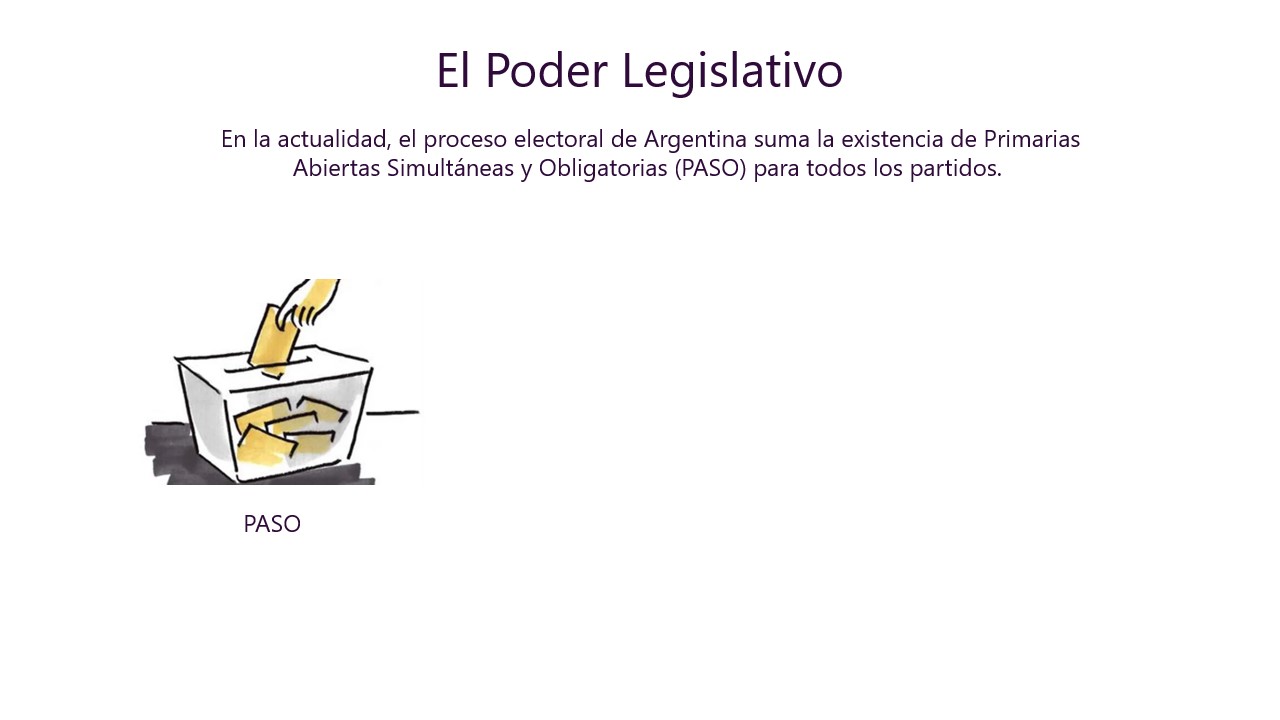 El Poder Legislativo
En la actualidad, el proceso electoral de Argentina suma la existencia de Primarias
Abiertas Simultáneas y Obligatorias (PASO) para todos los partidos.
PASO